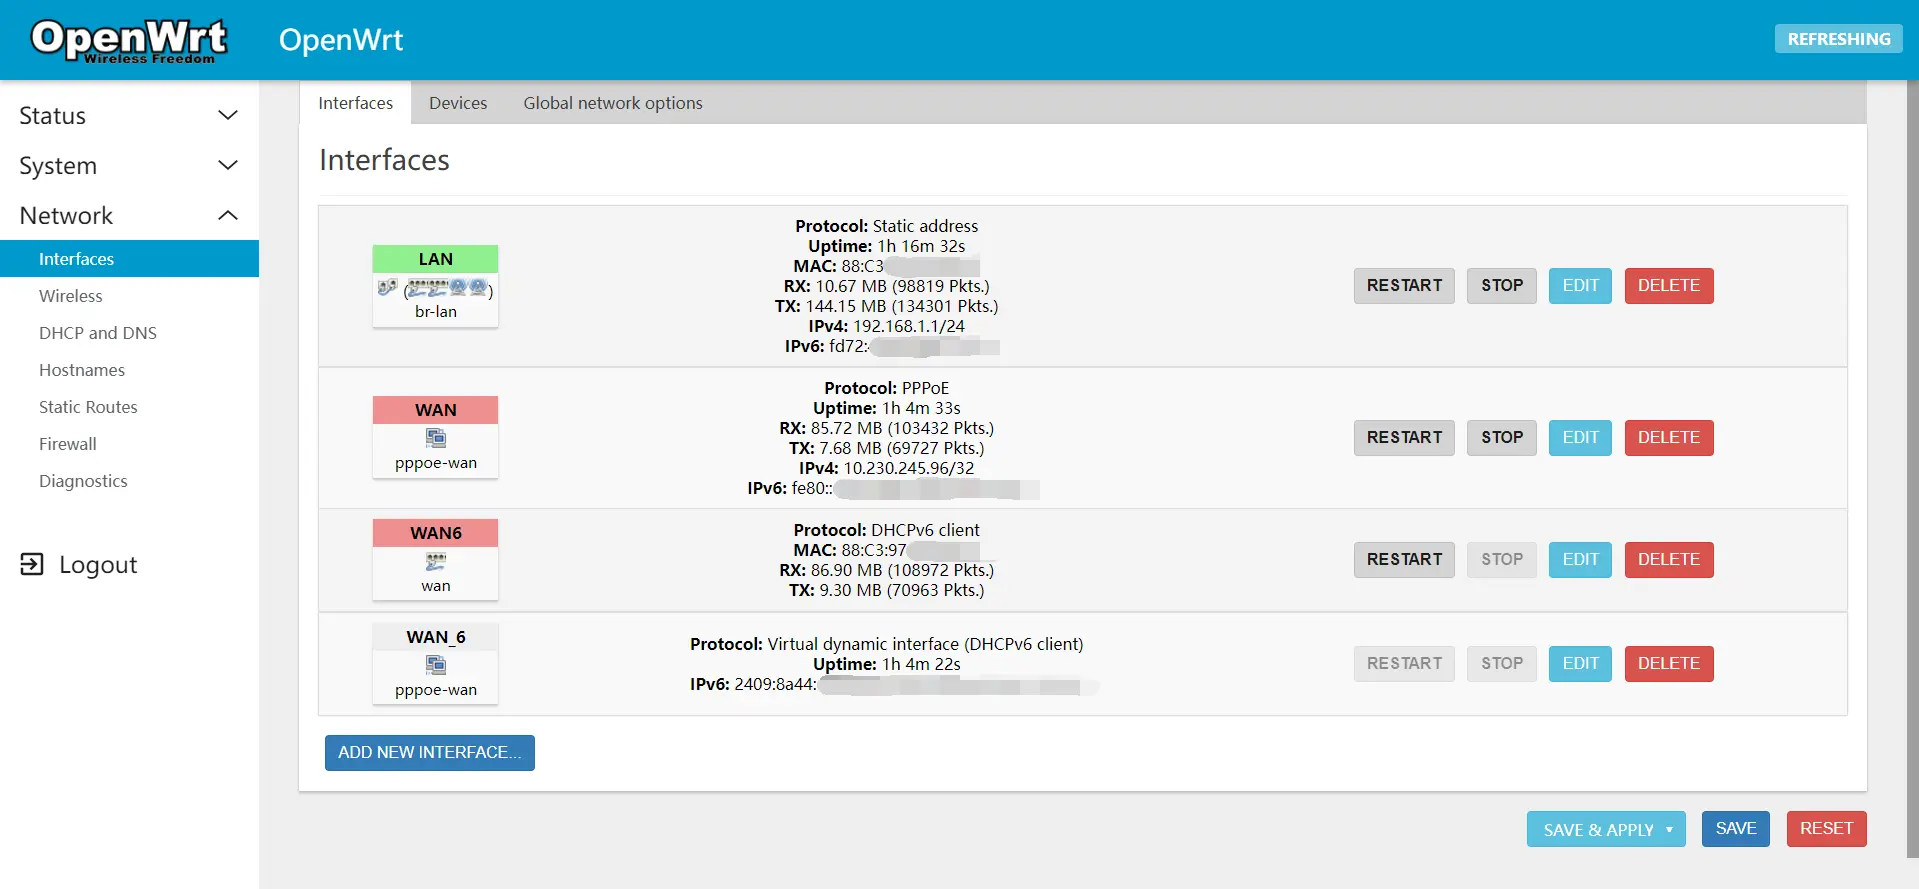 OpenWrt
Wireless Freedom
OpenWrt
REFRESHING
Status
System
Network
Interfaces
Wireless
DHCP and DNS
Hostnames
Static Routes
Firewall
Diagnostics
Logout
Interfaces Devices Global network options
Interfaces
LAN
br-lan
Protocol: Static address
Uptime: 1h 16m 32s
MAC: 88:C3
RX: 10.67 MB (98819 Pkts.)
TX: 144.15 MB (134301 Pkts.)
IPv4: 192.168.1.1/24
IPv6: fd72:
RESTART STOP EDIT DELETE
WAN
pppoe-wan
Protocol: PPPoE
Uptime: 1h 4m 33s
RX: 85.72 MB (103432 Pkts.)
TX: 7.68 MB (69727 Pkts.)
IPv4: 10.230.245.96/32
IPv6: fe80::
RESTART STOP EDIT DELETE
WAN6
wan
Protocol: DHCPv6 client
MAC: 88:C3:97
RX: 86.90 MB (108972 Pkts.)
TX: 9.30 MB (70963 Pkts.)
RESTART STOP EDIT DELETE
WAN_6
pppoe-wan
Protocol: Virtual dynamic interface (DHCPv6 client)
Uptime: 1h 4m 22s
IPv6: 2409:8a44:
RESTART STOP EDIT DELETE
ADD NEW INTERFACE...
SAVE & APPLY SAVE RESET